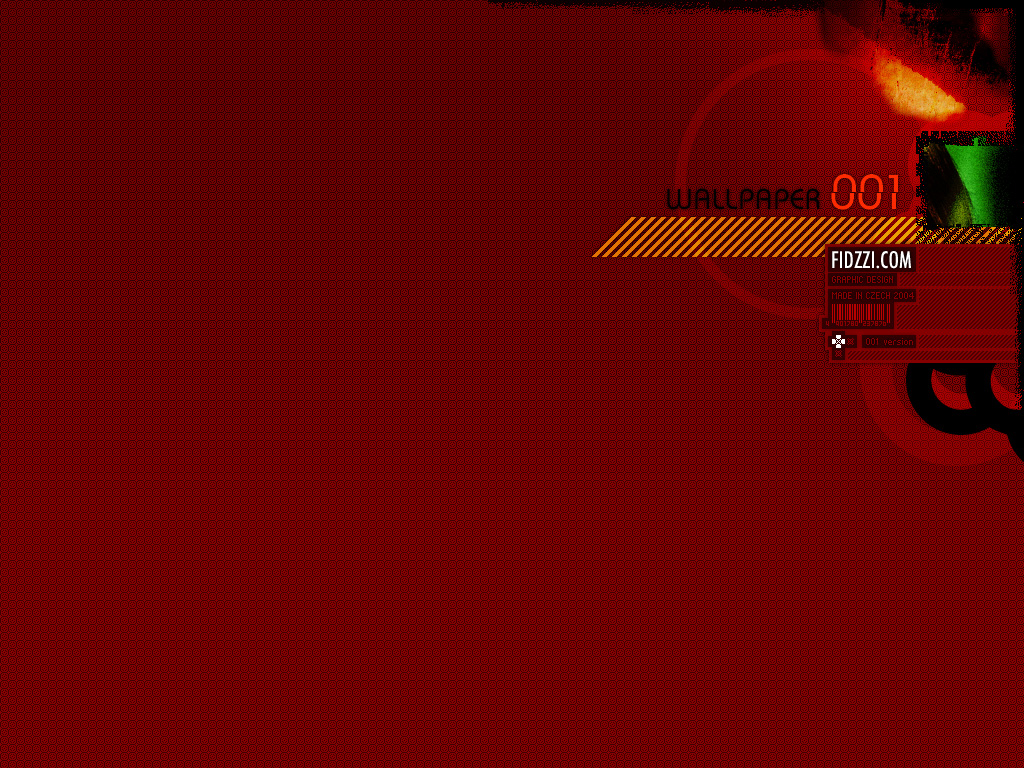 WALLPAPER 001
FIDZZI.COM
GRAPHIC DESIGN
MADE IN CZECH 2004
001 version